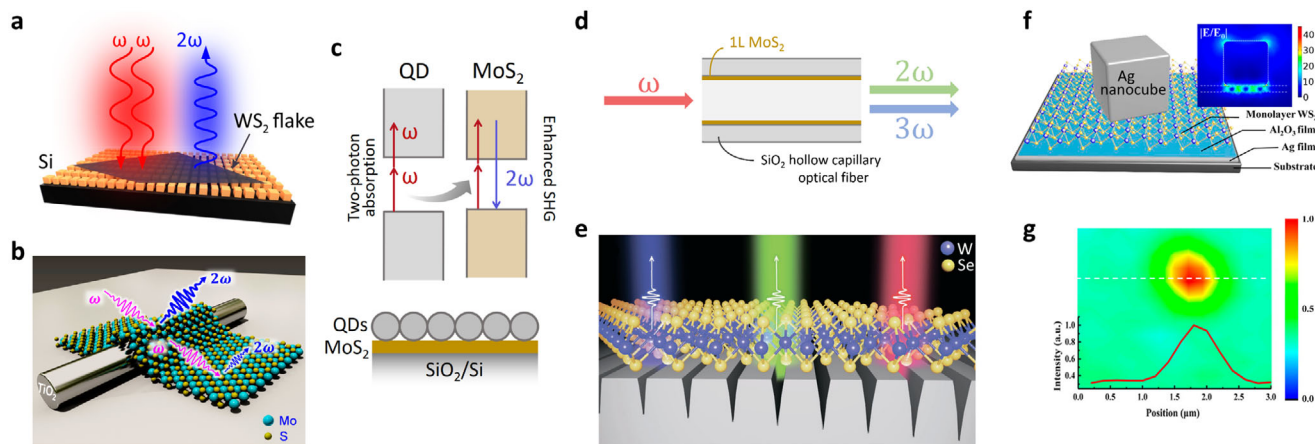 a
ω ω
2ω
WS₂ flake
Si
b
ω
2ω
ω
2ω
TiO₂
Mo
S
c
QD
MoS₂
Two-photon
absorption
ω
ω
2ω
Enhanced SHG
QDs
MoS₂
SiO₂/Si
d
1L MoS₂
ω
2ω
3ω
SiO₂ hollow capillary
optical fiber
e
W
Se
f
|E/E₀|
40
30
20
10
0
Ag
nanocube
Monolayer WS₂
Al₂O₃ film
Ag film
Substrate
g
1.0
0.5
0.0
Intensity (a.u.)
1.0
0.8
0.6
0.4
0.0 0.5 1.0 1.5 2.0 2.5 3.0
Position (μm)